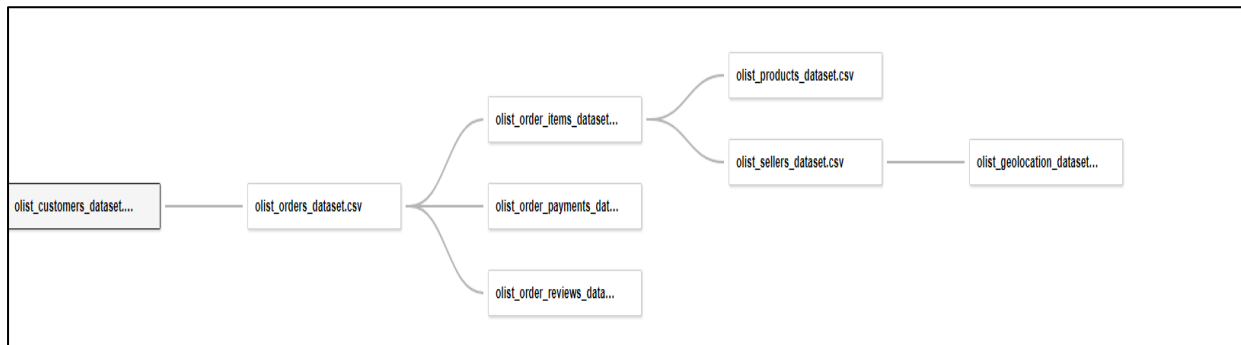 olist_products_dataset.csv
olist_order_items_dataset...
olist_sellers_dataset.csv
olist_geolocation_dataset...
olist_customers_dataset....
olist_orders_dataset.csv
olist_order_payments_dat...
olist_order_reviews_data...